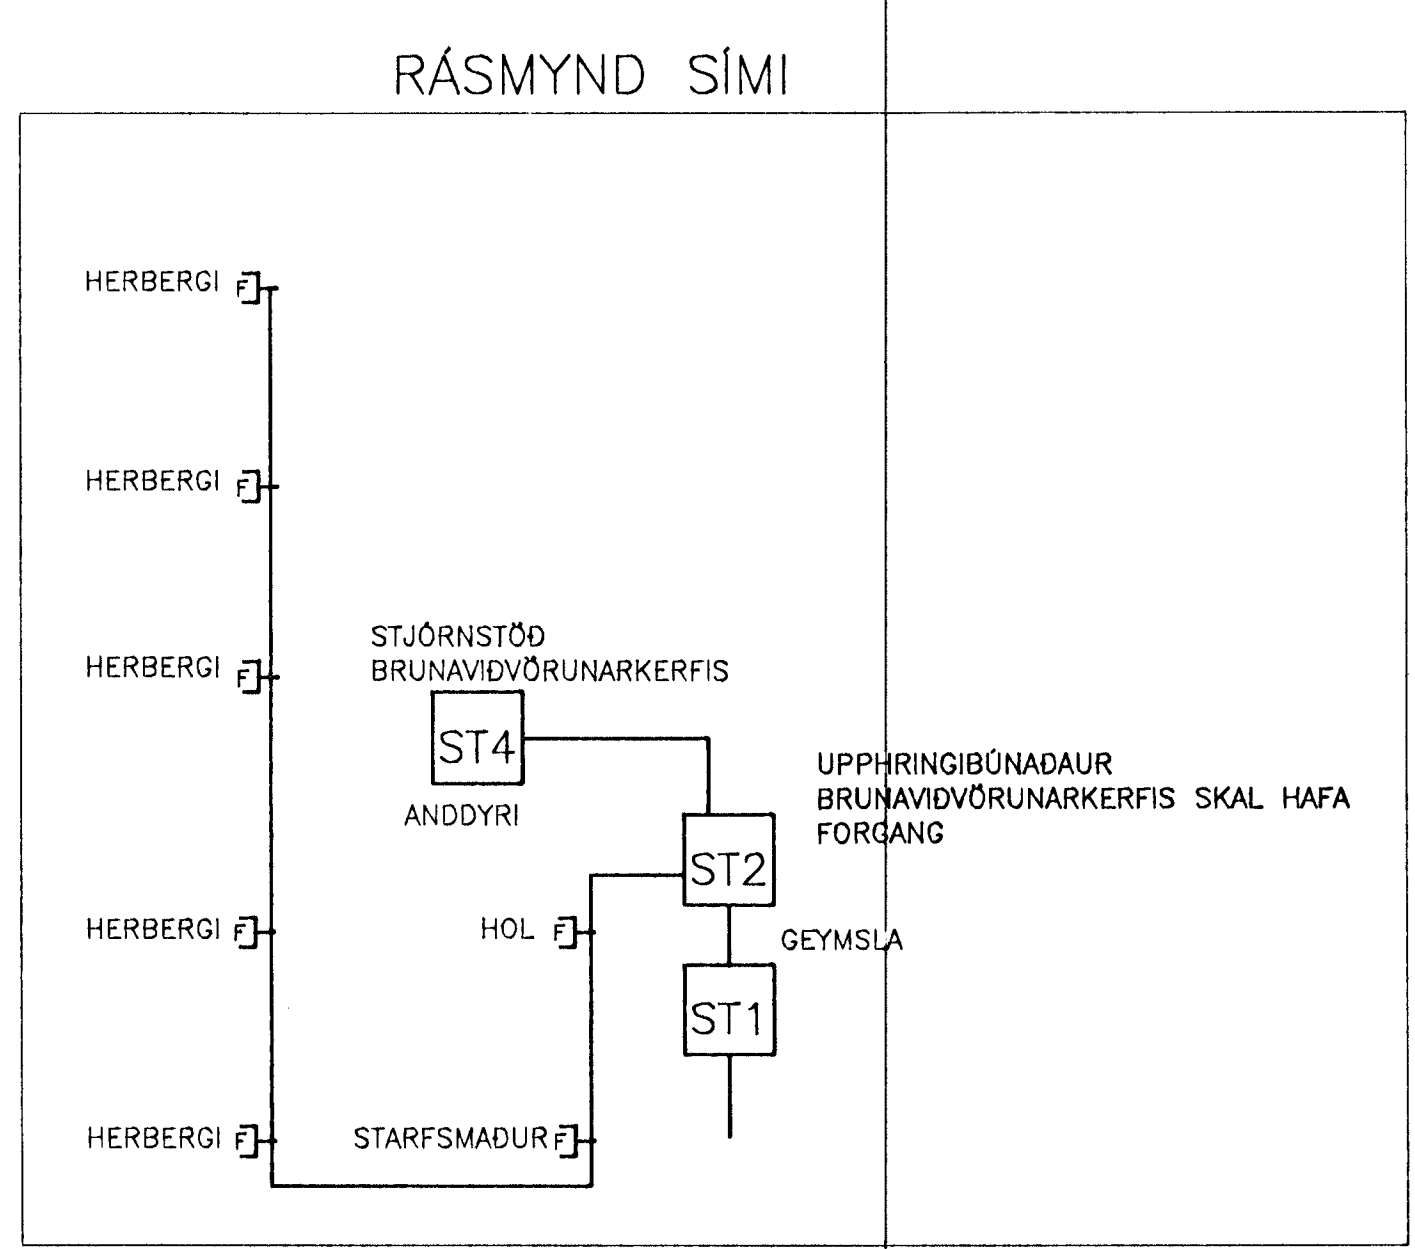 RÁSMYND SÍMI
HERBERGI F
HERBERGI F
HERBERGI F
STJÓRNSTÖÐ
BRUNAVIÐVÖRUNARKERFIS
ST4
ANDDYRI
UPPHRINGIBÚNAÐAUR
BRUNAVIÐVÖRUNARKERFIS SKAL HAFA
FORGANG
ST2
HERBERGI F
HOL F
GEYMSLA
ST1
HERBERGI F
STARFSMAÐUR F